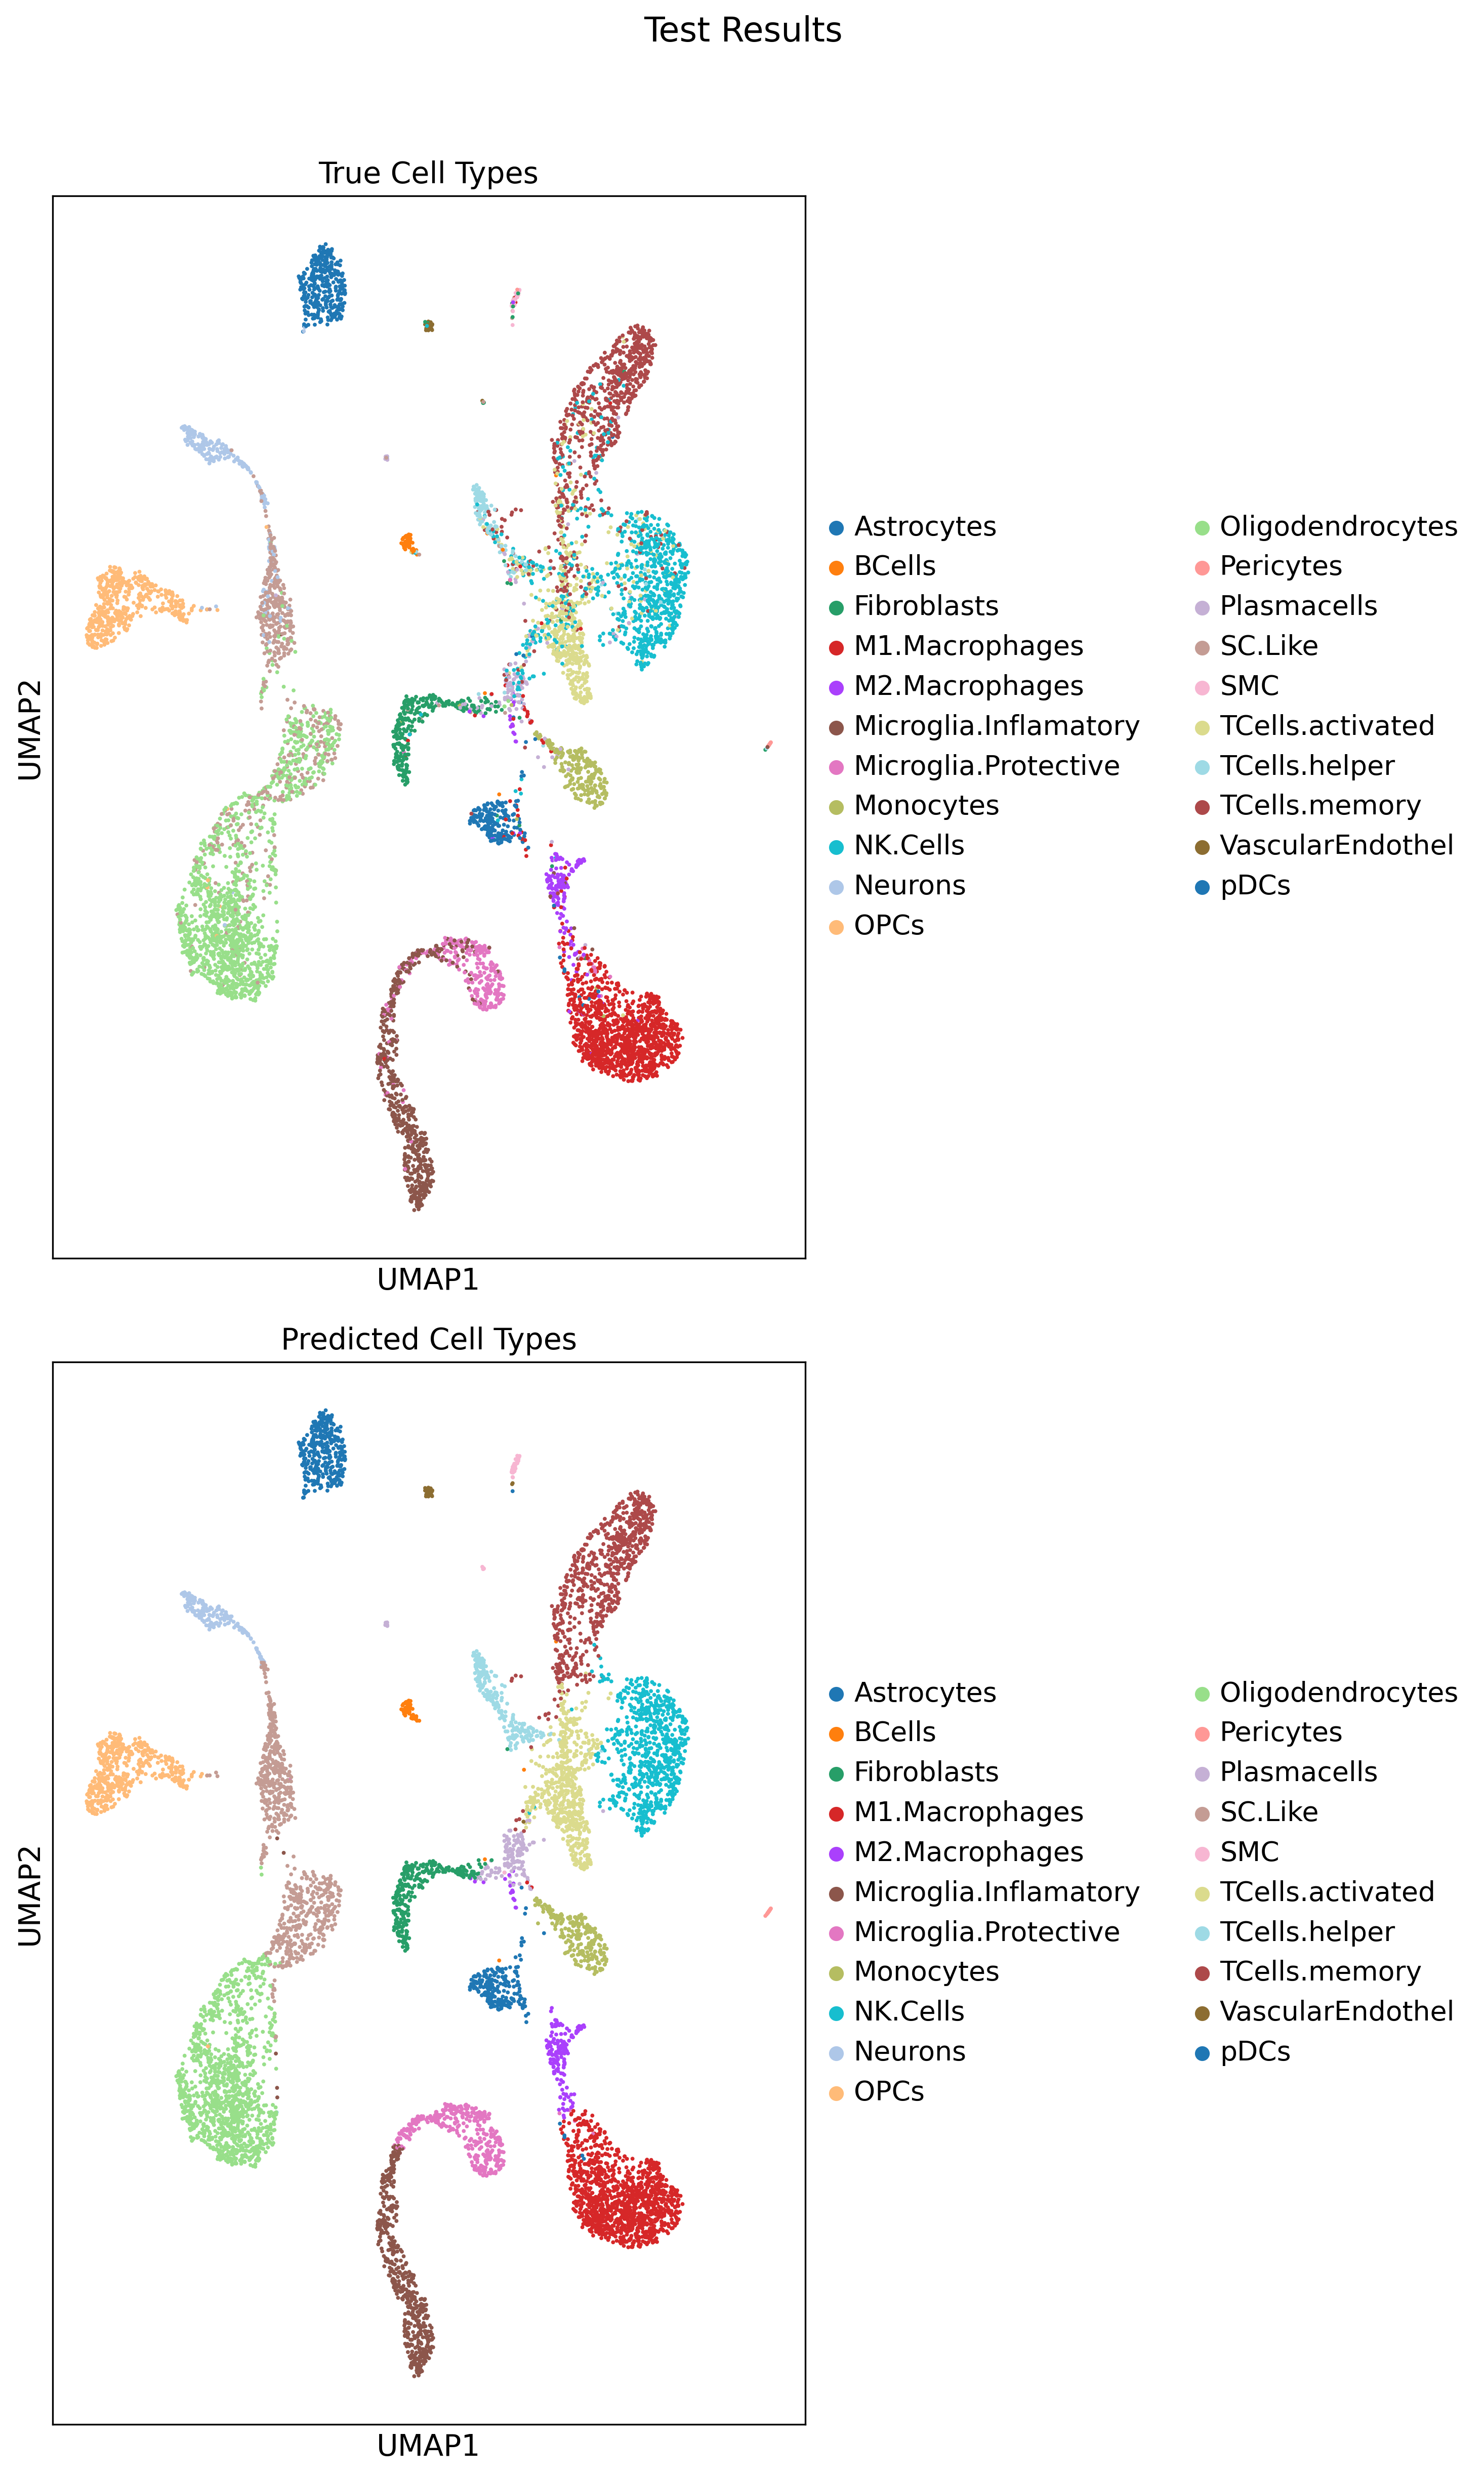 Test Results
True Cell Types
UMAP2
UMAP1
Astrocytes
BCells
Fibroblasts
M1.Macrophages
M2.Macrophages
Microglia.Inflamatory
Microglia.Protective
Monocytes
NK.Cells
Neurons
OPCs
Oligodendrocytes
Pericytes
Plasmacells
SC.Like
SMC
TCells.activated
TCells.helper
TCells.memory
VascularEndothel
pDCs
Predicted Cell Types
UMAP2
UMAP1
Astrocytes
BCells
Fibroblasts
M1.Macrophages
M2.Macrophages
Microglia.Inflamatory
Microglia.Protective
Monocytes
NK.Cells
Neurons
OPCs
Oligodendrocytes
Pericytes
Plasmacells
SC.Like
SMC
TCells.activated
TCells.helper
TCells.memory
VascularEndothel
pDCs